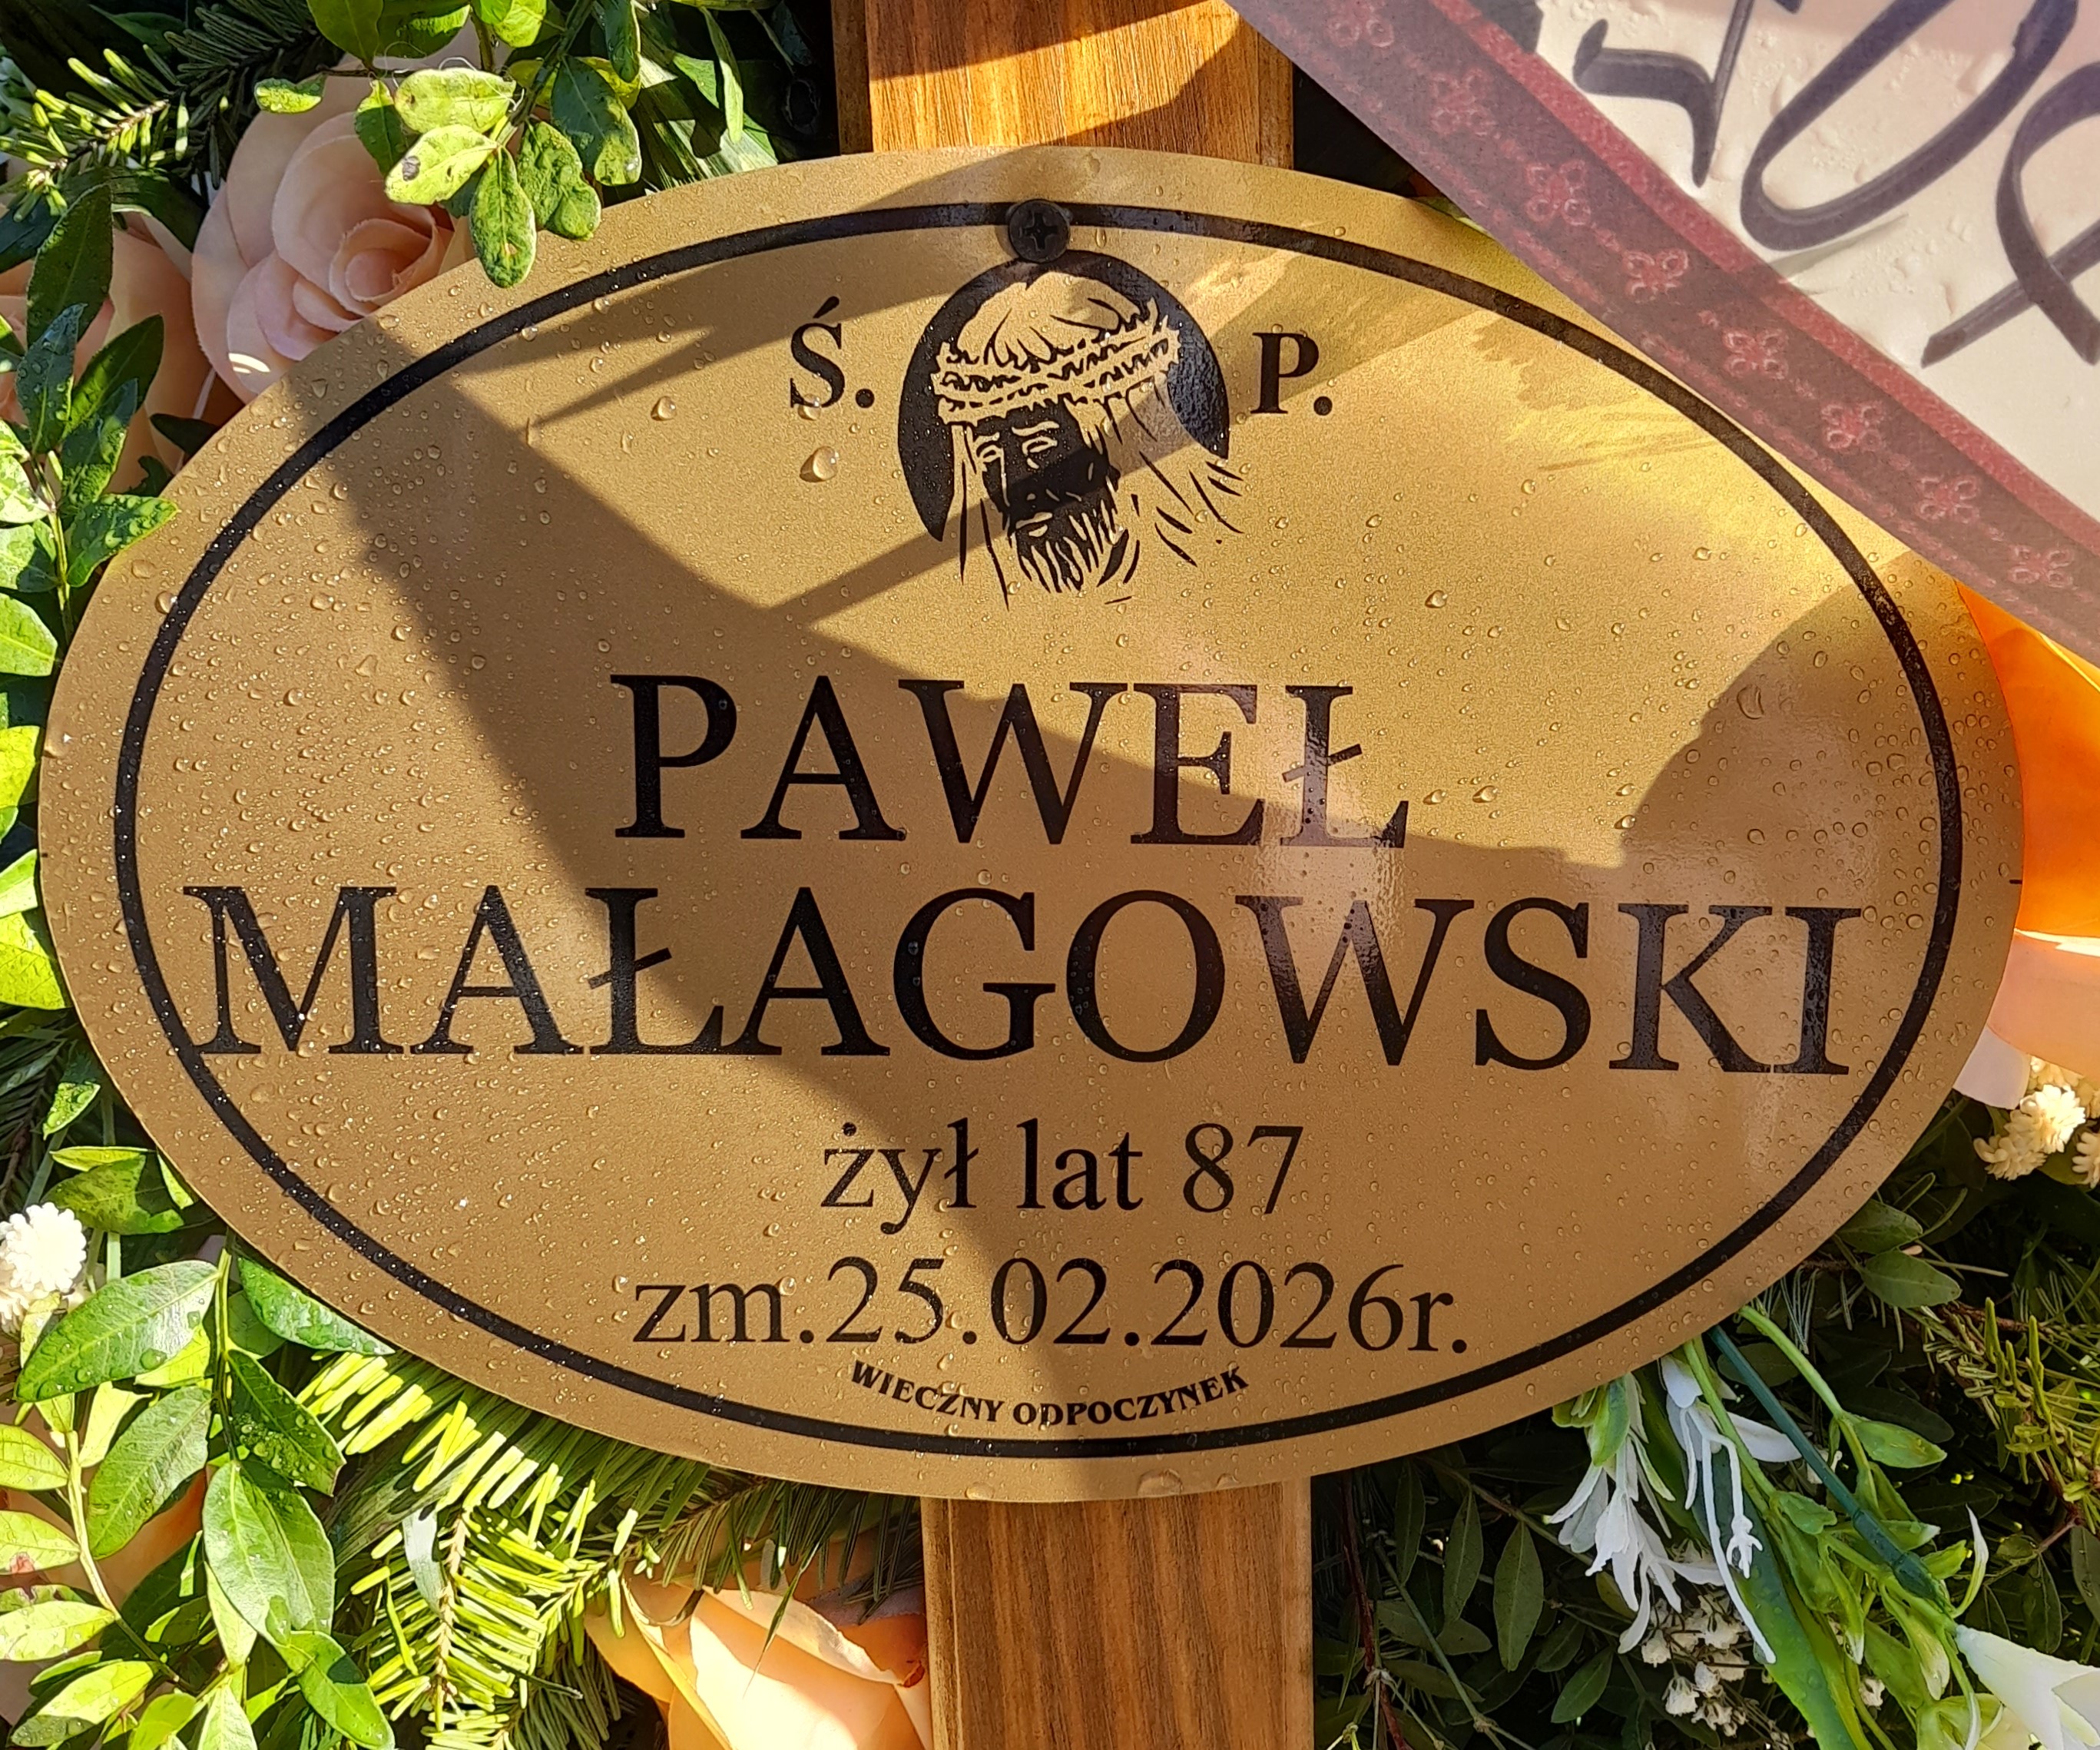 Ś. P.
PAWEŁ
MAŁAGOWSKI
żył lat 87
zm.25.02.2026r.
WIECZNY ODPOCZYNEK